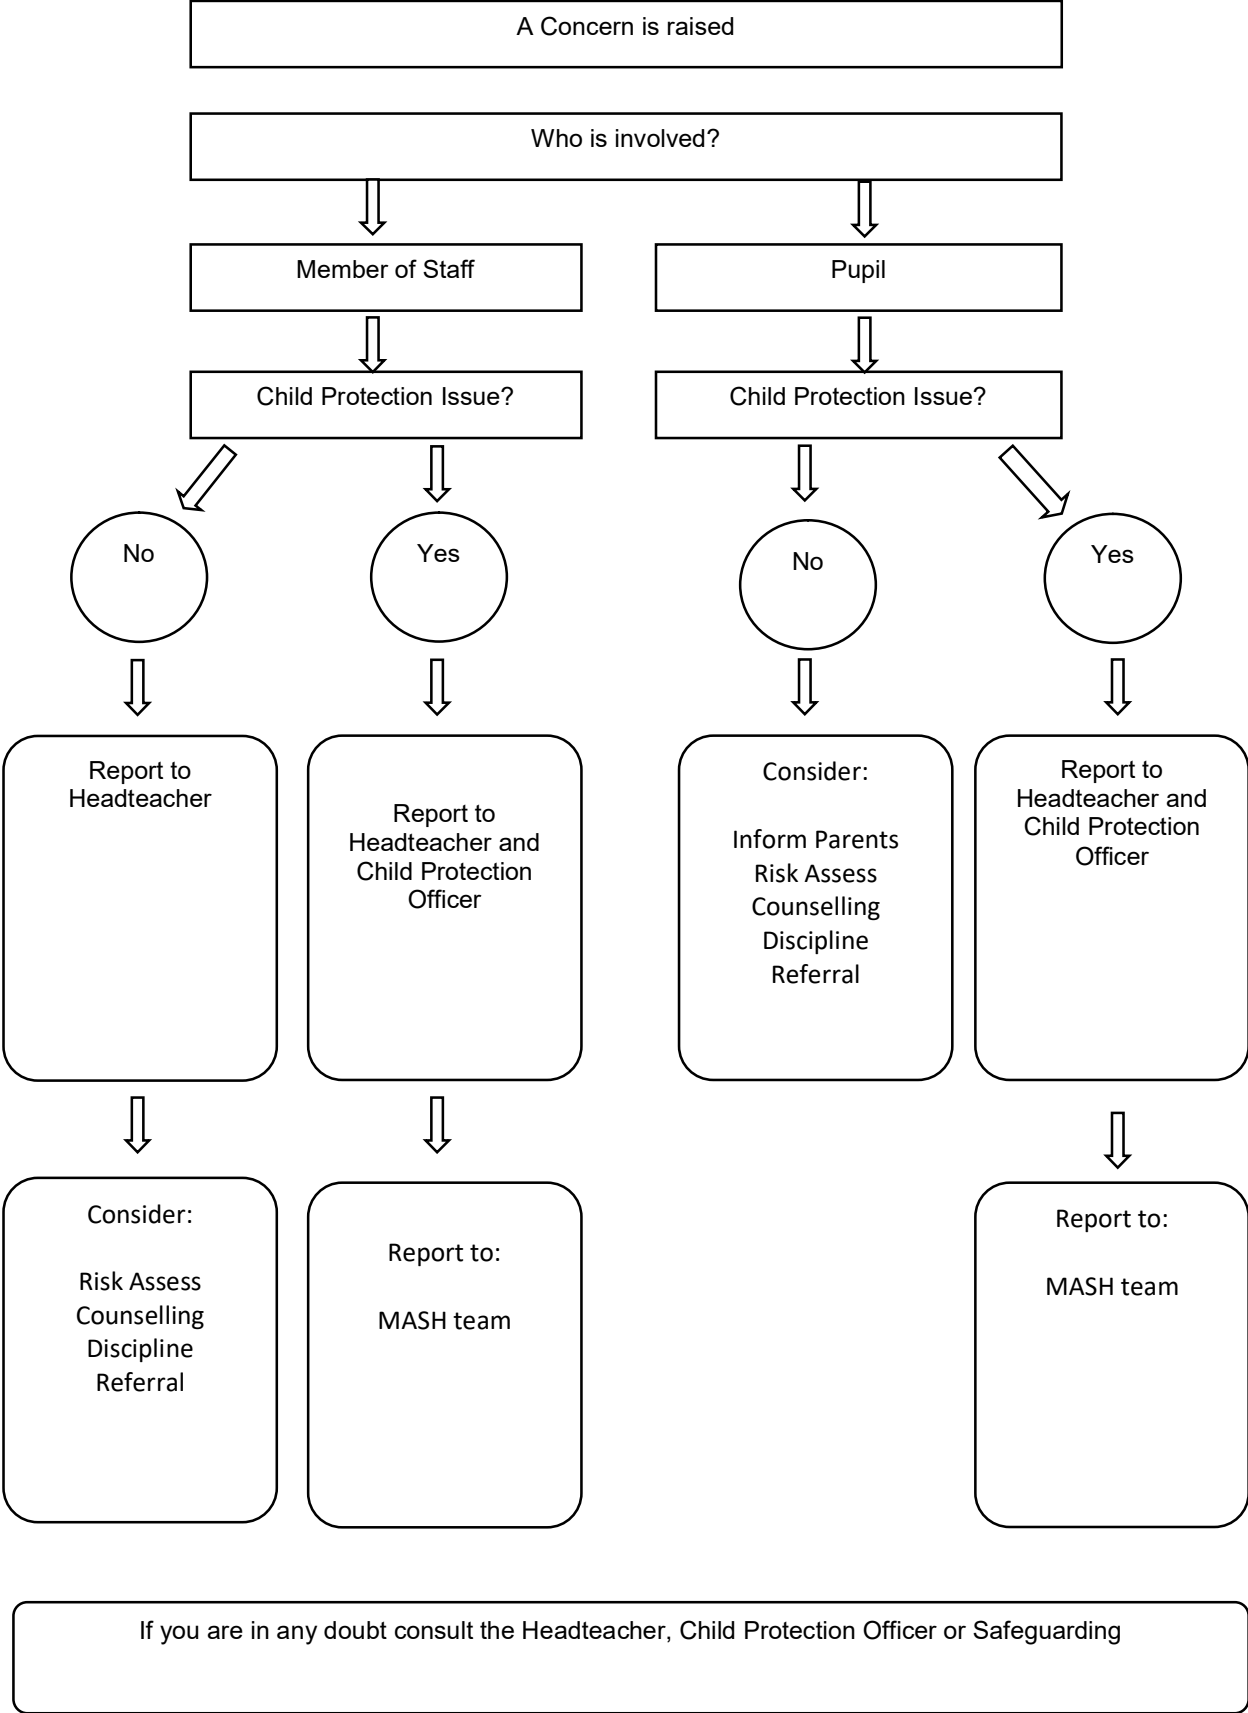 A Concern is raised
Who is involved?
Member of Staff
Pupil
Child Protection Issue?
Child Protection Issue?
No
Yes
No
Yes
Report to
Headteacher
Report to
Headteacher and
Child Protection
Officer
Consider:
Inform Parents
Risk Assess
Counselling
Discipline
Referral
Report to
Headteacher and
Child Protection
Officer
Consider:
Risk Assess
Counselling
Discipline
Referral
Report to:
MASH team
Report to:
MASH team
If you are in any doubt consult the Headteacher, Child Protection Officer or Safeguarding